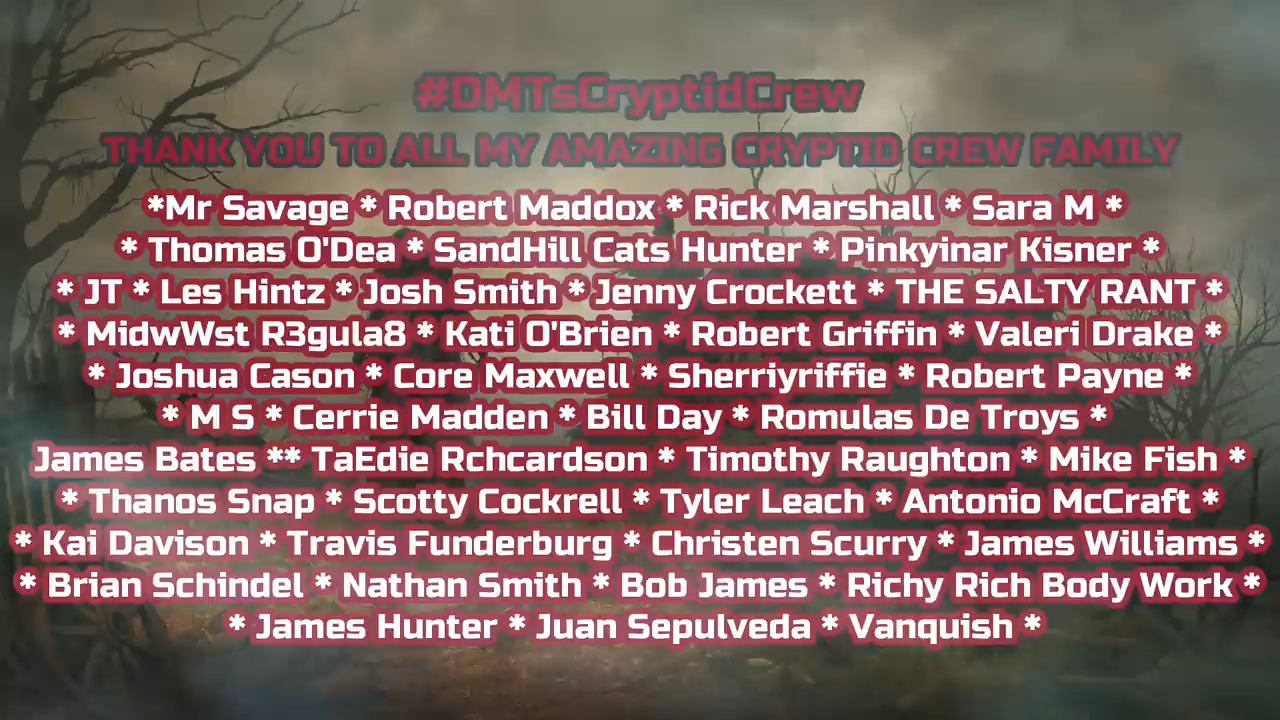 #DMTsCryptidCrew
THANK YOU TO ALL MY AMAZING CRYPTID CREW FAMILY
*Mr Savage * Robert Maddox * Rick Marshall * Sara M *
* Thomas O'Dea * SandHill Cats Hunter * Pinkyinar Kisner *
* JT * Les Hintz * Josh Smith * Jenny Crockett * THE SALTY RANT *
* MidwWst R3gula8 * Kati O'Brien * Robert Griffin * Valeri Drake *
* Joshua Cason * Core Maxwell * Sherriyriffie * Robert Payne *
* M S * Cerrie Madden * Bill Day * Romulas De Troys *
James Bates ** TaEdie Rchcardson * Timothy Raughton * Mike Fish *
* Thanos Snap * Scotty Cockrell * Tyler Leach * Antonio McCraft *
* Kai Davison * Travis Funderburg * Christen Scurry * James Williams *
* Brian Schindel * Nathan Smith * Bob James * Richy Rich Body Work *
* James Hunter * Juan Sepulveda * Vanquish *